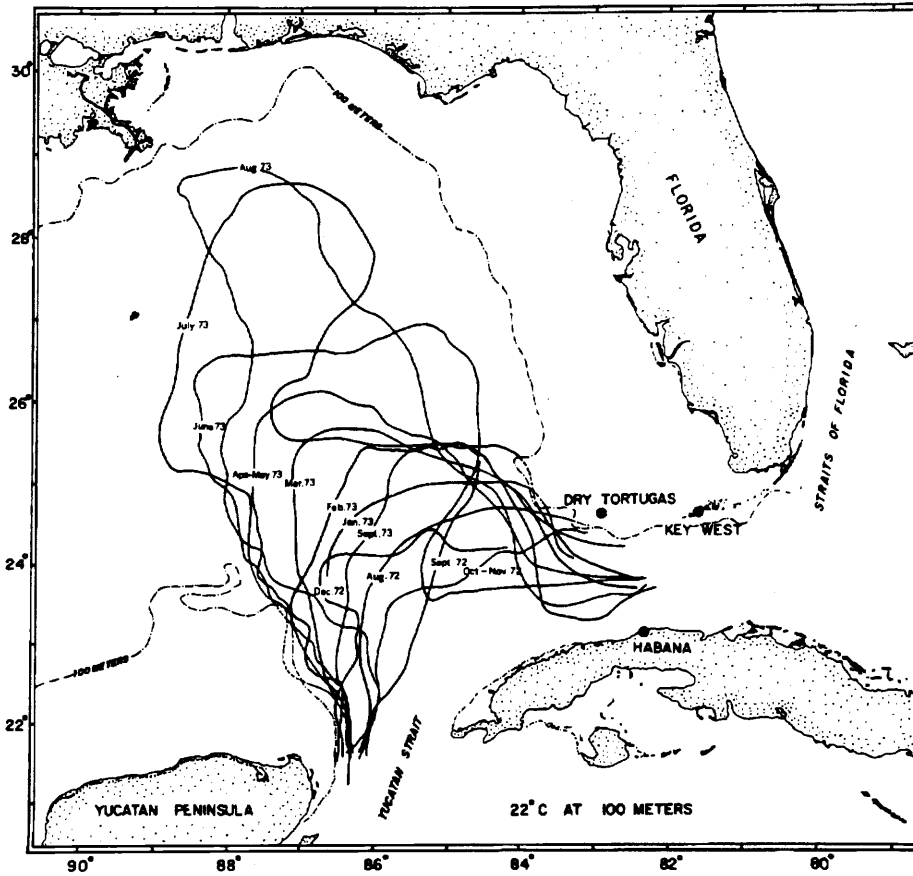 30°
28°
26°
24°
22°
90°
88°
86°
84°
82°
80°
100 METERS
Aug 73
FLORIDA
July 73
STRAITS OF FLORIDA
June 73
Apr-May 73
Mar. 73
Feb. 73
Jan. 73
Sept. 73
DRY TORTUGAS
KEY WEST
Sept 72
Oct-Nov 72
Aug. 72
Dec. 72
100 METERS
HABANA
YUCATAN STRAIT
YUCATAN PENINSULA
22°C AT 100 METERS